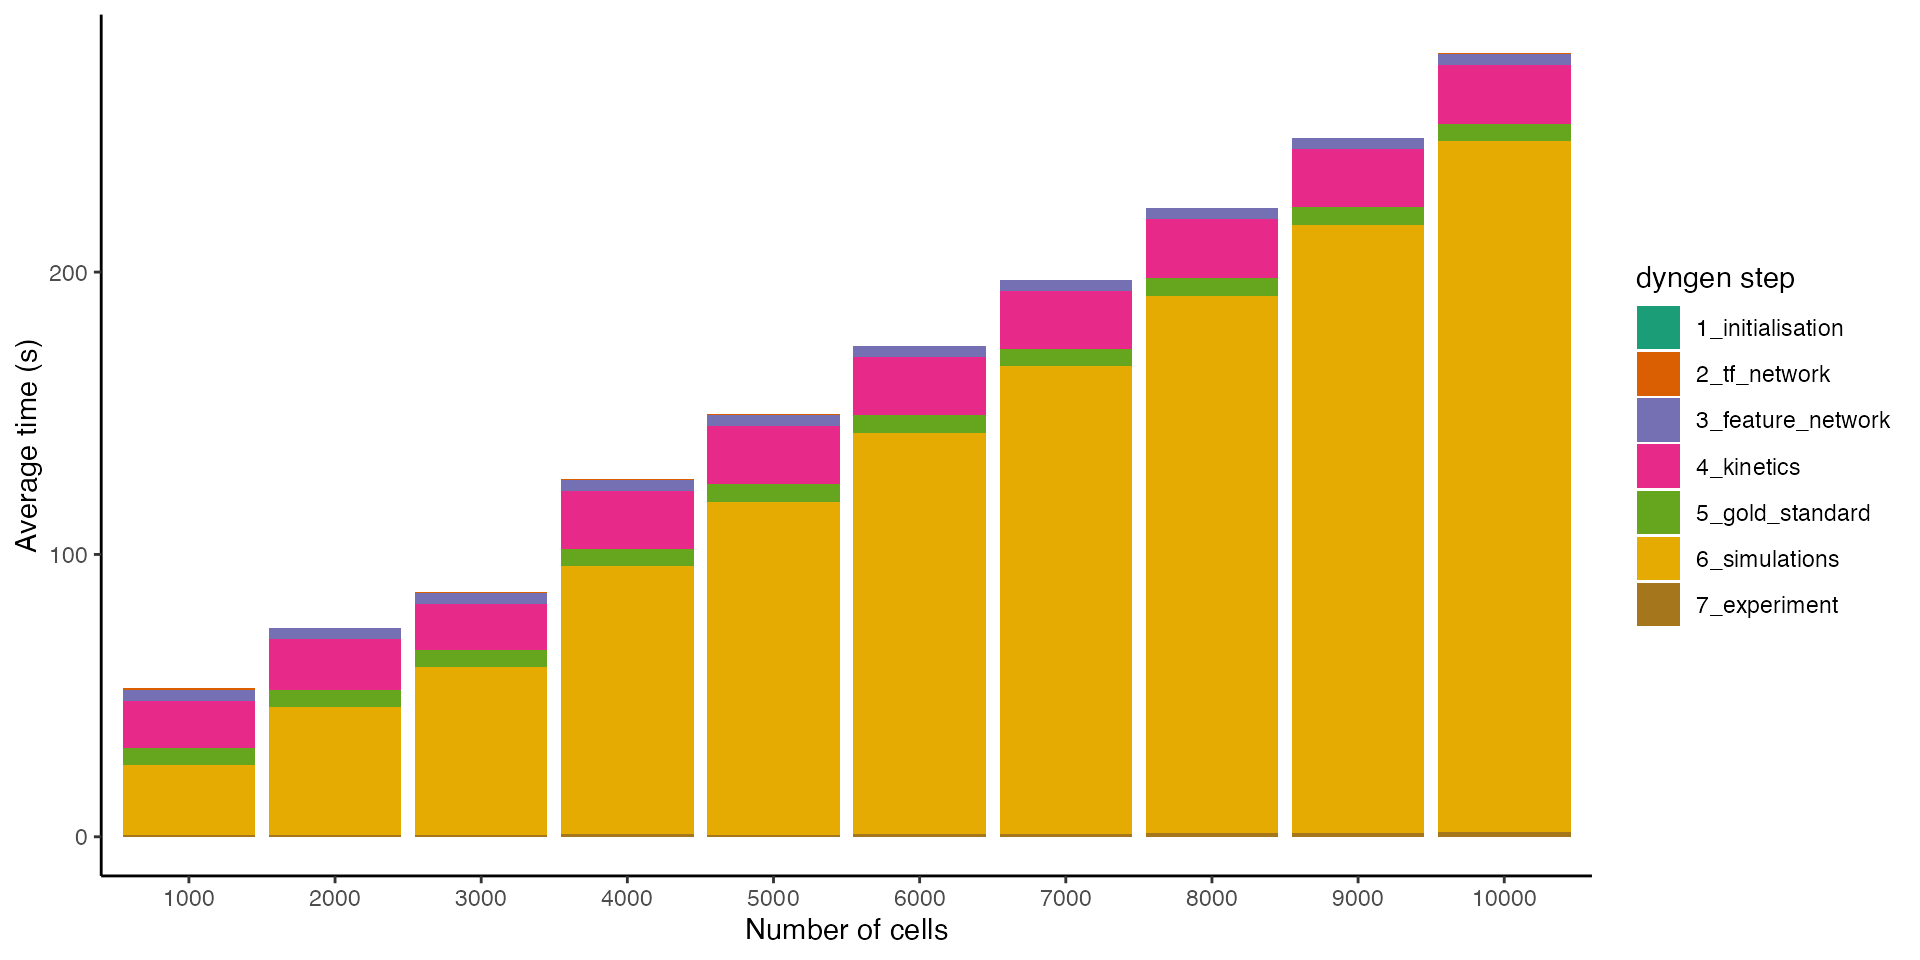 Average time (s)
200
100
0
1000 2000 3000 4000 5000 6000 7000 8000 9000 10000
Number of cells
dyngen step
1_initialisation
2_tf_network
3_feature_network
4_kinetics
5_gold_standard
6_simulations
7_experiment